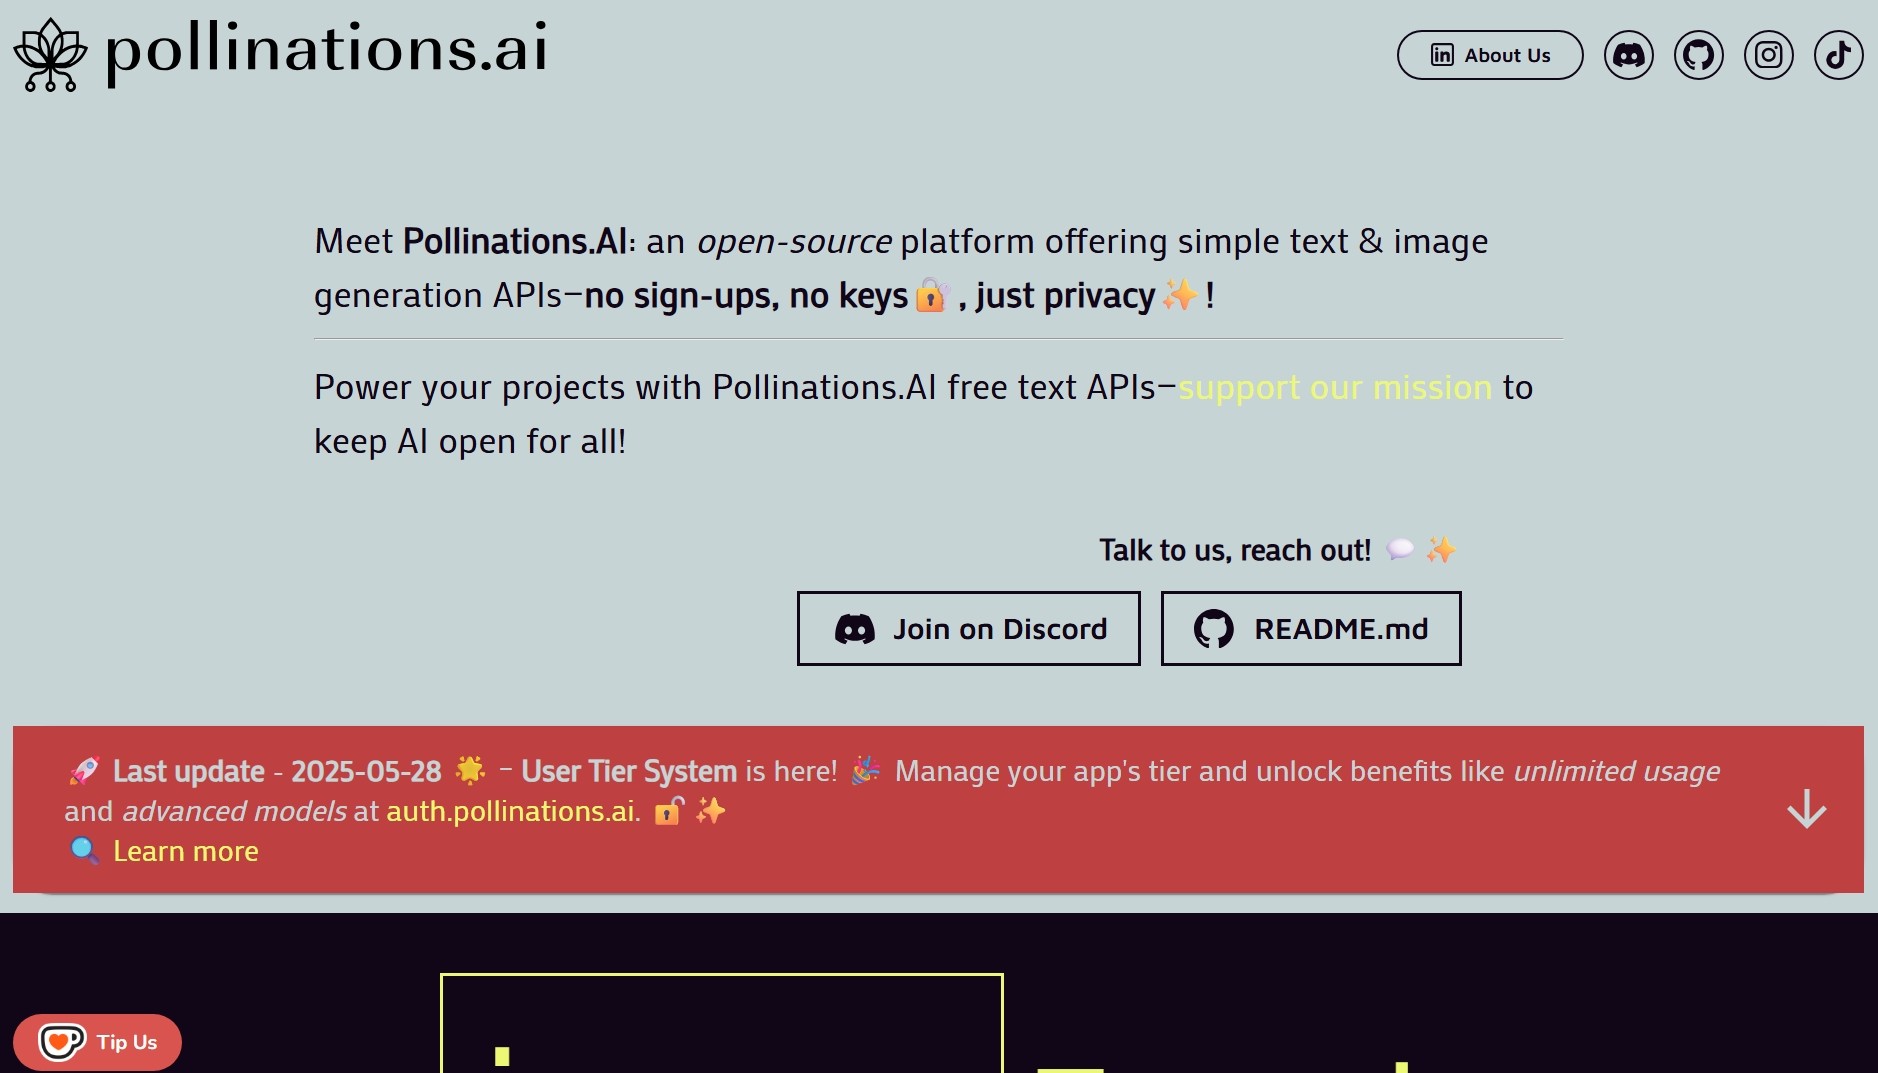 pollinations.ai
About Us
Meet Pollinations.AI: an open-source platform offering simple text & image
generation APIs–no sign-ups, no keys🔐, just privacy✨!
Power your projects with Pollinations.AI free text APIs–support our mission to
keep AI open for all!
Talk to us, reach out! 💬 ✨
Join on Discord
README.md
🚀 Last update - 2025-05-28 🌟 – User Tier System is here! 🎉 Manage your app's tier and unlock benefits like unlimited usage
and advanced models at auth.pollinations.ai. 🔓 ✨
🔍 Learn more
Tip Us